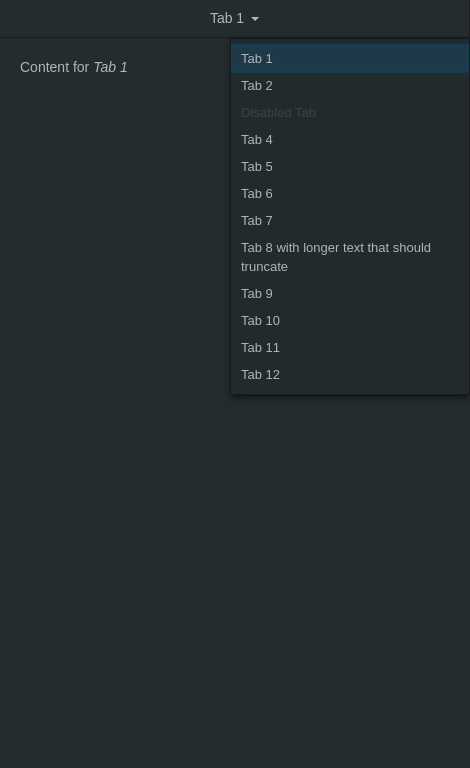 Tab 1
Content for Tab 1
Tab 1
Tab 2
Disabled Tab
Tab 4
Tab 5
Tab 6
Tab 7
Tab 8 with longer text that should
truncate
Tab 9
Tab 10
Tab 11
Tab 12